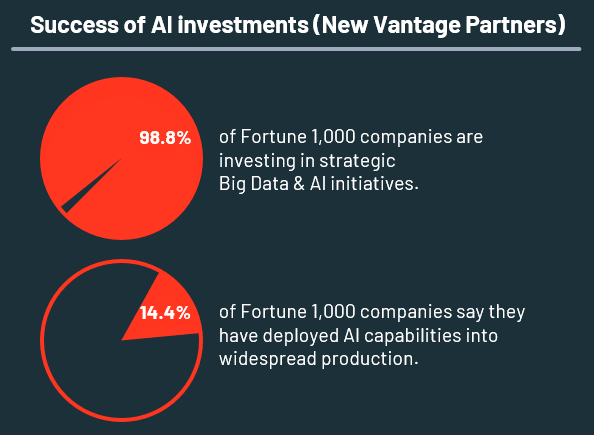 Success of AI investments (New Vantage Partners)
98.8%
of Fortune 1,000 companies are
investing in strategic
Big Data & AI initiatives.
14.4%
of Fortune 1,000 companies say they
have deployed AI capabilities into
widespread production.